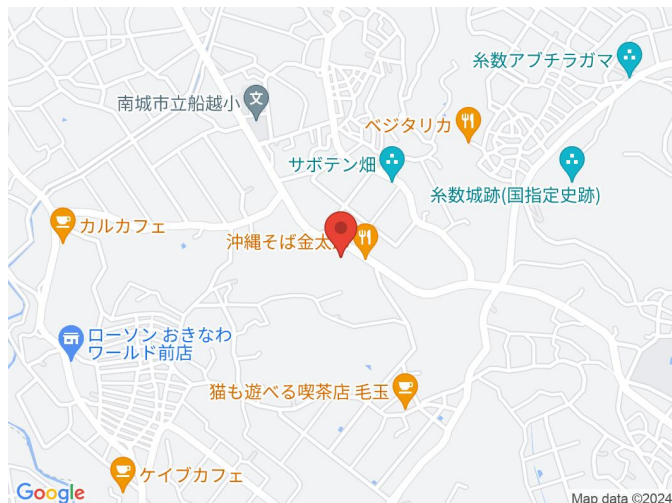 糸数アブチラガマ
南城市立船越小
文
ベジタリカ
サボテン畑
糸数城跡(国指定史跡)
カルカフェ
沖縄そば金太
ローソン おきなわ
ワールド前店
猫も遊べる喫茶店 毛玉
ケイブカフェ
Google
Map data ©2024